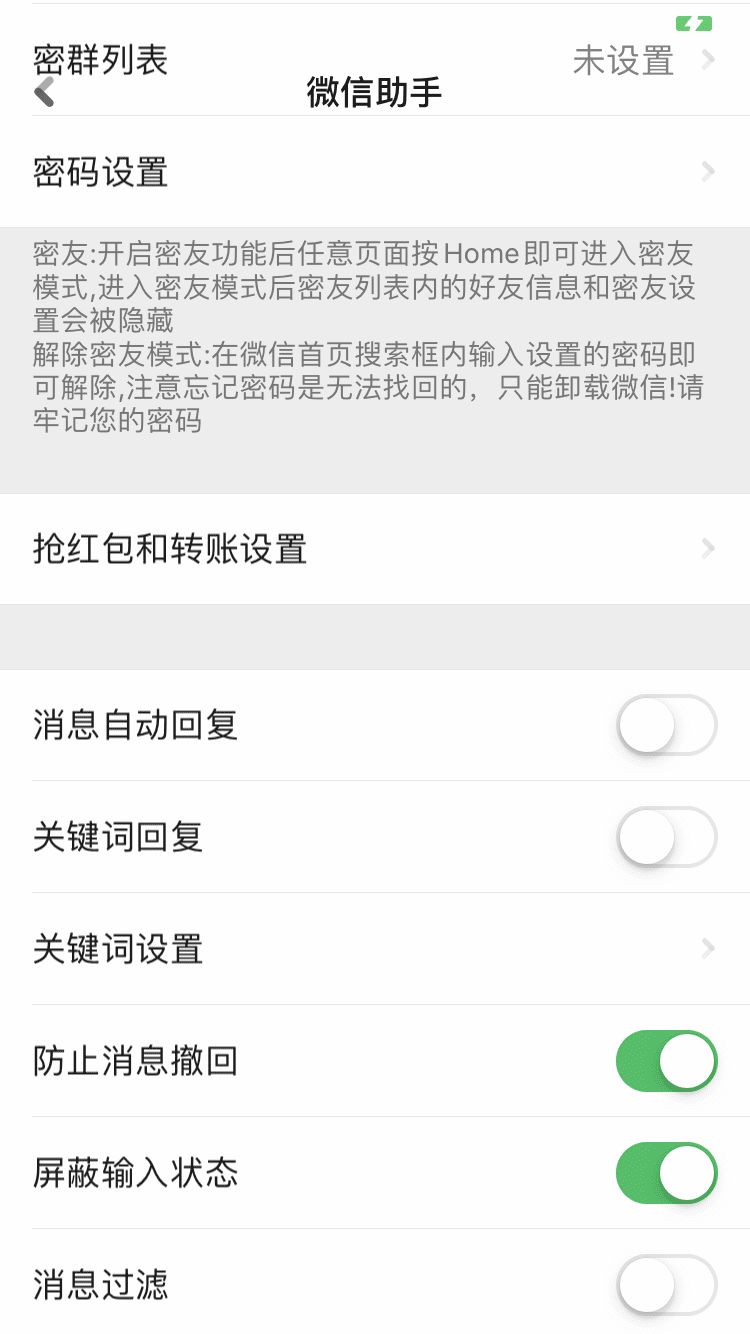 密群列表
未设置
微信助手
密码设置
密友:开启密友功能后任意页面按Home即可进入密友
模式,进入密友模式后密友列表内的好友信息和密友设
置会被隐藏
解除密友模式:在微信首页搜索框内输入设置的密码即
可解除,注意忘记密码是无法找回的，只能卸载微信!请
牢记您的密码
抢红包和转账设置
消息自动回复
关键词回复
关键词设置
防止消息撤回
屏蔽输入状态
消息过滤